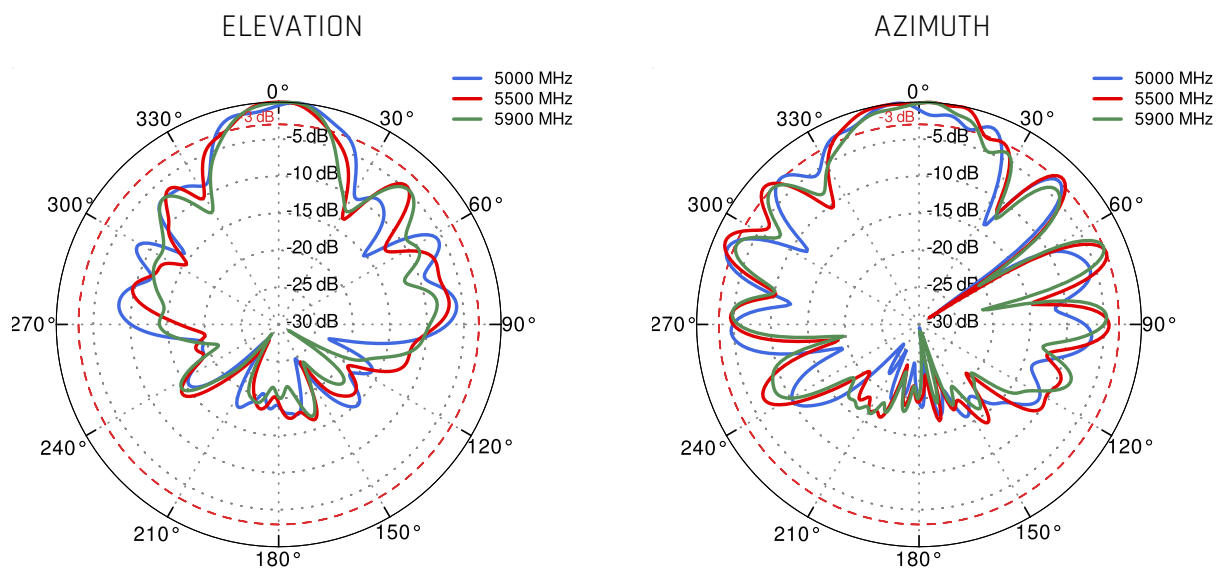 ELEVATION
5000 MHz
5500 MHz
5900 MHz
0°
3 dB
30°
60°
90°
120°
150°
180°
210°
240°
270°
300°
330°
-5 dB
-10 dB
-15 dB
-20 dB
-25 dB
-30 dB
AZIMUTH
5000 MHz
5500 MHz
5900 MHz
0°
-3 dB
30°
60°
90°
120°
150°
180°
210°
240°
270°
300°
330°
-5 dB
-10 dB
-15 dB
-20 dB
-25 dB
-30 dB